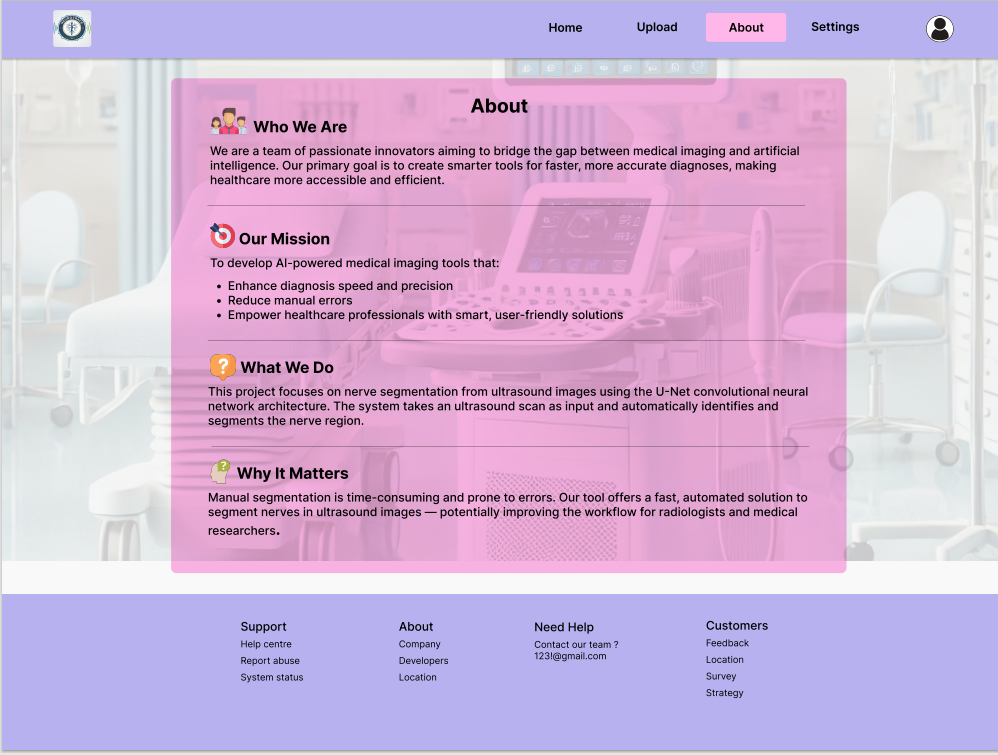 Home Upload About Settings
About
Who We Are
We are a team of passionate innovators aiming to bridge the gap between medical imaging and artificial
intelligence. Our primary goal is to create smarter tools for faster, more accurate diagnoses, making
healthcare more accessible and efficient.
Our Mission
To develop AI-powered medical imaging tools that:
• Enhance diagnosis speed and precision
• Reduce manual errors
• Empower healthcare professionals with smart, user-friendly solutions
What We Do
This project focuses on nerve segmentation from ultrasound images using the U-Net convolutional neural
network architecture. The system takes an ultrasound scan as input and automatically identifies and
segments the nerve region.
Why It Matters
Manual segmentation is time-consuming and prone to errors. Our tool offers a fast, automated solution to
segment nerves in ultrasound images — potentially improving the workflow for radiologists and medical
researchers.
Support
Help centre
Report abuse
System status
About
Company
Developers
Location
Need Help
Contact our team ?
123!@gmail.com
Customers
Feedback
Location
Survey
Strategy